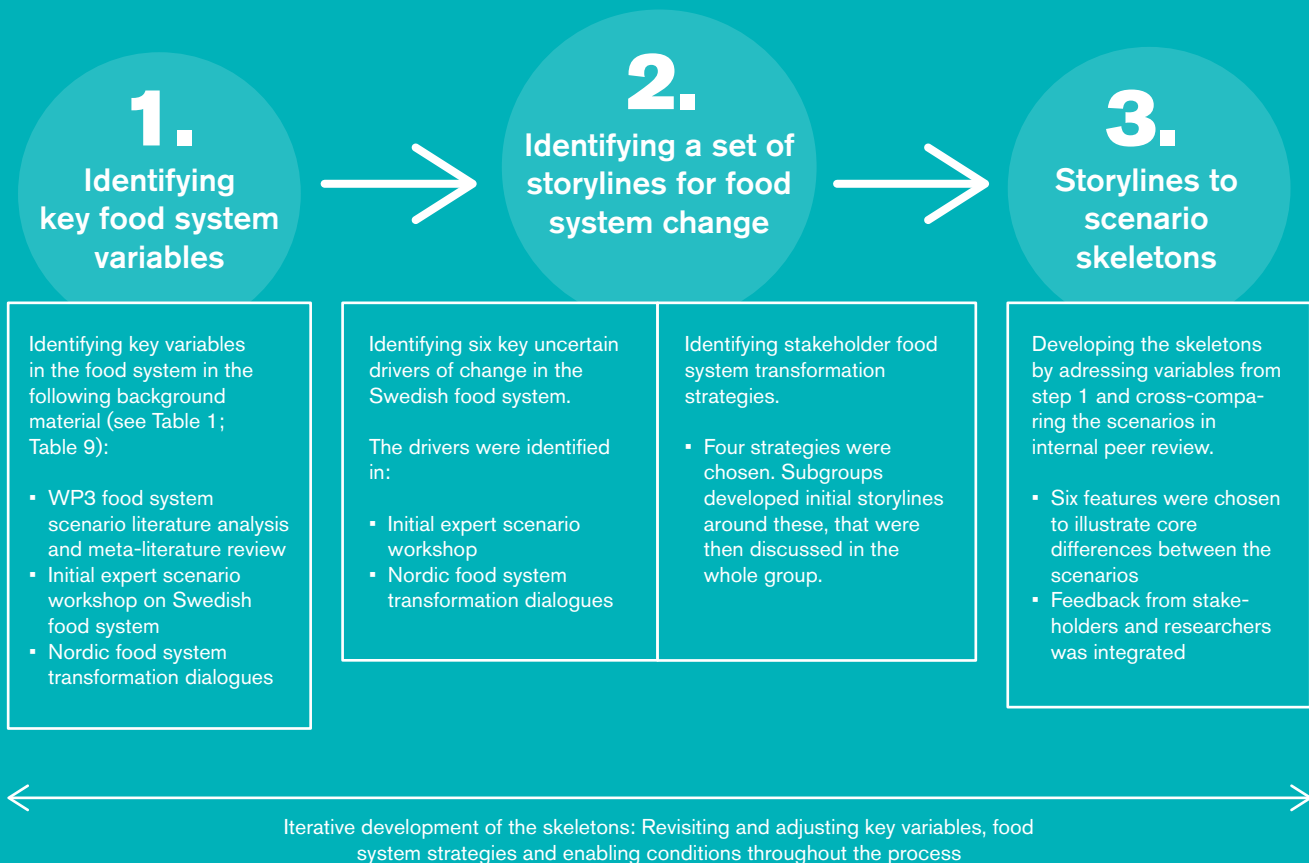 1.
Identifying
key food system
variables
2.
Identifying a set of
storylines for food
system change
3.
Storylines to
scenario
skeletons
Identifying key variables
in the food system in the
following background
material (see Table 1;
Table 9):
▪ WP3 food system
scenario literature analysis
and meta-literature review
▪ Initial expert scenario
workshop on Swedish
food system
▪ Nordic food system
transformation dialogues
Identifying six key uncertain
drivers of change in the
Swedish food system.
The drivers were identified
in:
▪ Initial expert scenario
workshop
▪ Nordic food system
transformation dialogues
Identifying stakeholder food
system transformation
strategies.
▪ Four strategies were
chosen. Subgroups
developed initial storylines
around these, that were
then discussed in the
whole group.
Developing the skeletons
by adressing variables from
step 1 and cross-compa-
ring the scenarios in
internal peer review.
▪ Six features were chosen
to illustrate core
differences between the
scenarios
▪ Feedback from stake-
holders and researchers
was integrated
Iterative development of the skeletons: Revisiting and adjusting key variables, food
system strategies and enabling conditions throughout the process